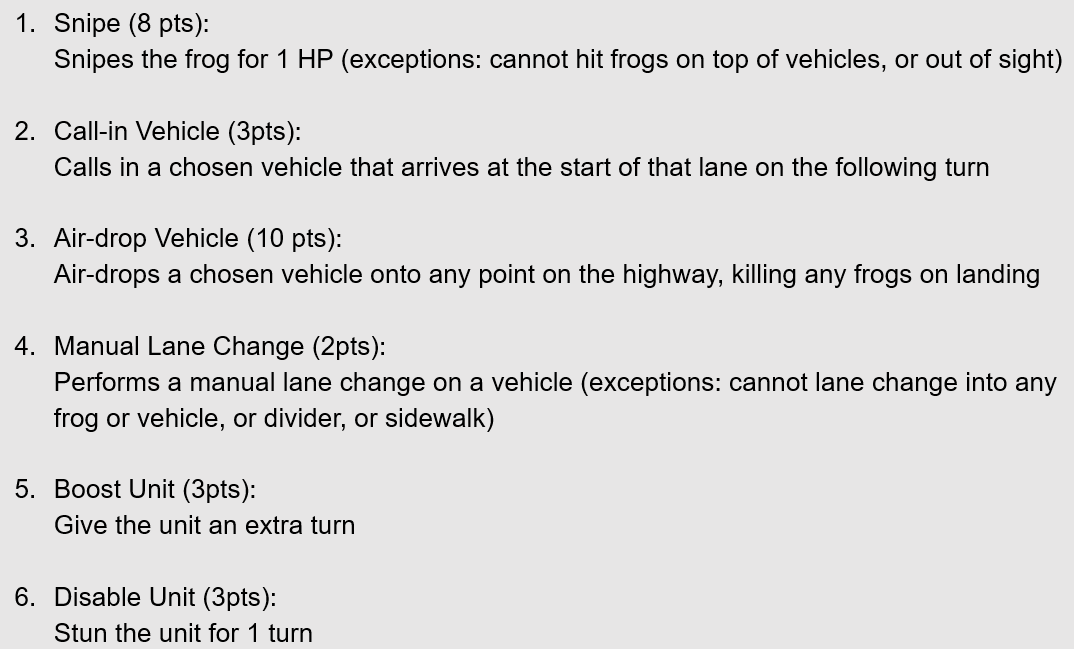 1. Snipe (8 pts):
Snipes the frog for 1 HP (exceptions: cannot hit frogs on top of vehicles, or out of sight)
2. Call-in Vehicle (3pts):
Calls in a chosen vehicle that arrives at the start of that lane on the following turn
3. Air-drop Vehicle (10 pts):
Air-drops a chosen vehicle onto any point on the highway, killing any frogs on landing
4. Manual Lane Change (2pts):
Performs a manual lane change on a vehicle (exceptions: cannot lane change into any
frog or vehicle, or divider, or sidewalk)
5. Boost Unit (3pts):
Give the unit an extra turn
6. Disable Unit (3pts):
Stun the unit for 1 turn